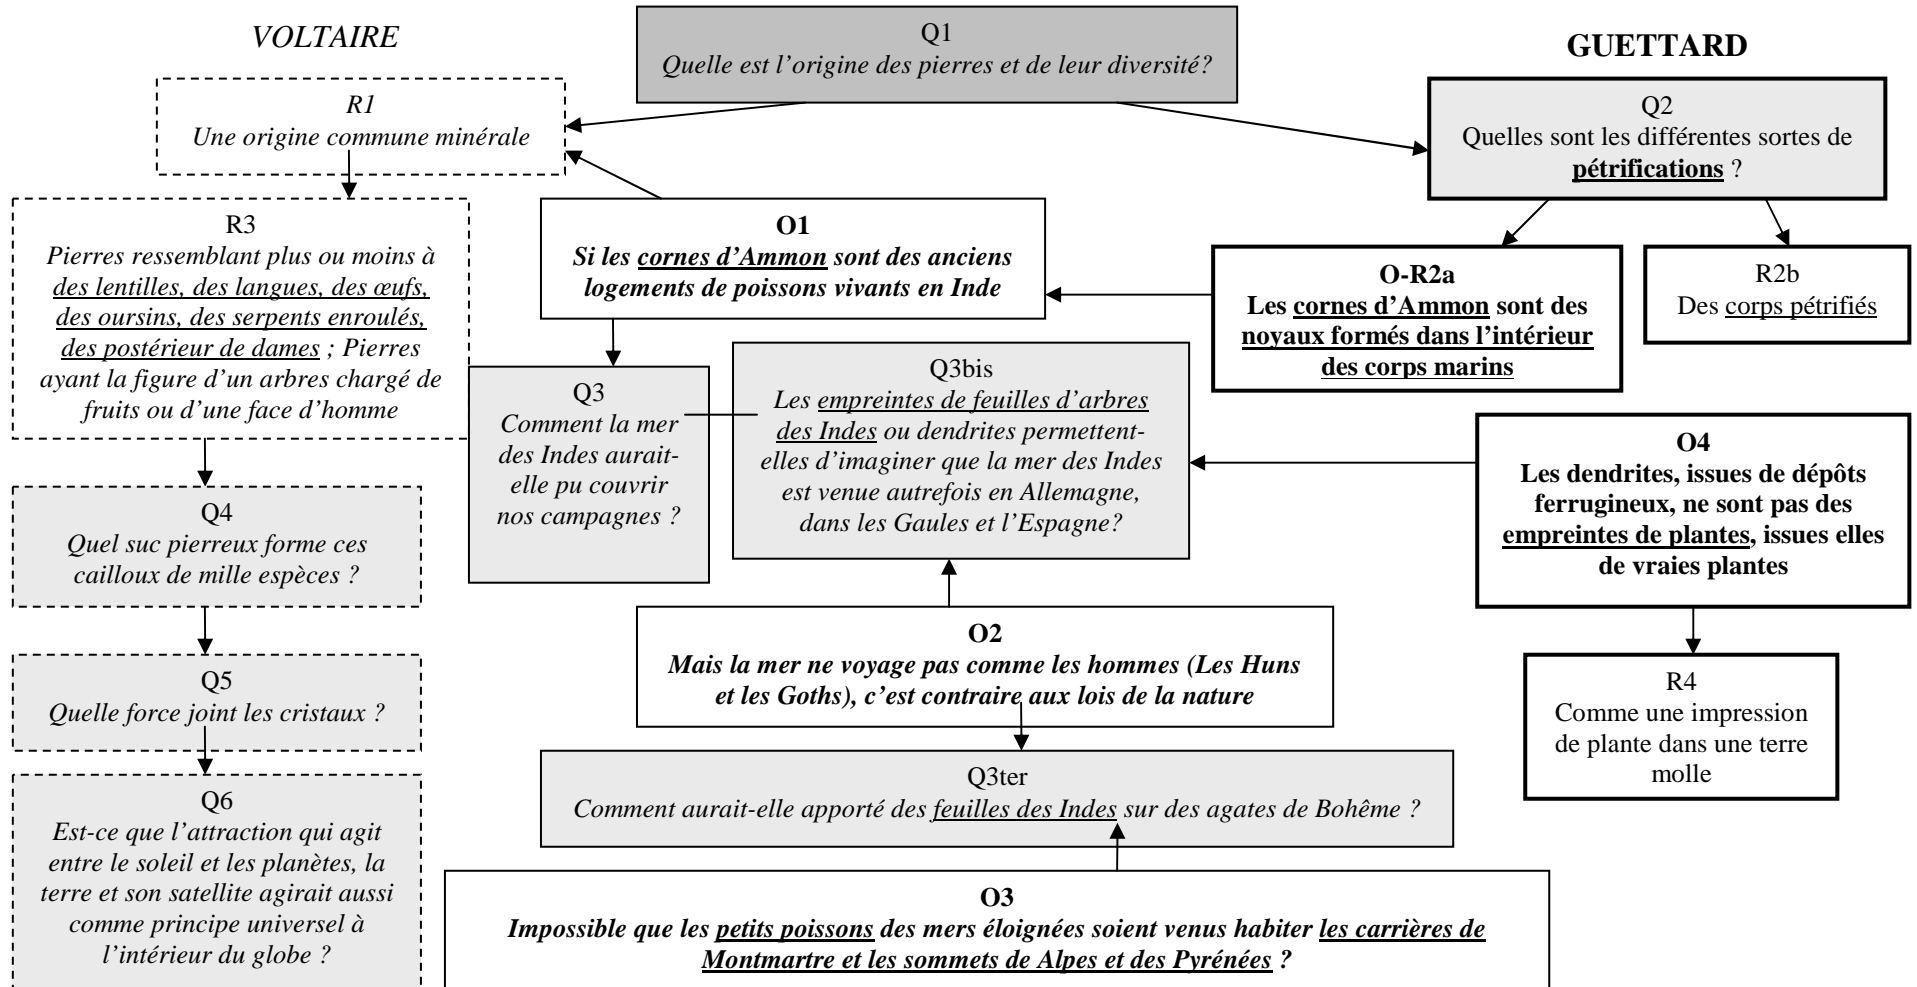 VOLTAIRE
Q1
Quelle est l’origine des pierres et de leur diversité?
GUETTARD
R1
Une origine commune minérale
Q2
Quelles sont les différentes sortes de
pétrifications ?
R3
Pierres ressemblant plus ou moins à
des lentilles, des langues, des œufs,
des oursins, des serpents enroulés,
des postérieur de dames ; Pierres
ayant la figure d’un arbres chargé de
fruits ou d’une face d’homme
O1
Si les cornes d’Ammon sont des anciens
logements de poissons vivants en Inde
O-R2a
Les cornes d’Ammon sont des
noyaux formés dans l’intérieur
des corps marins
R2b
Des corps pétrifiés
Q3
Comment la mer
des Indes aurait-
elle pu couvrir
nos campagnes ?
Q3bis
Les empreintes de feuilles d’arbres
des Indes ou dendrites permettent-
elles d’imaginer que la mer des Indes
est venue autrefois en Allemagne,
dans les Gaules et l’Espagne?
O4
Les dendrites, issues de dépôts
ferrugineux, ne sont pas des
empreintes de plantes, issues elles
de vraies plantes
Q4
Quel suc pierreux forme ces
cailloux de mille espèces ?
O2
Mais la mer ne voyage pas comme les hommes (Les Huns
et les Goths), c’est contraire aux lois de la nature
R4
Comme une impression
de plante dans une terre
molle
Q5
Quelle force joint les cristaux ?
Q3ter
Comment aurait-elle apporté des feuilles des Indes sur des agates de Bohême ?
Q6
Est-ce que l’attraction qui agit
entre le soleil et les planètes, la
terre et son satellite agirait aussi
comme principe universel à
l’intérieur du globe ?
O3
Impossible que les petits poissons des mers éloignées soient venus habiter les carrières de
Montmartre et les sommets de Alpes et des Pyrénées ?